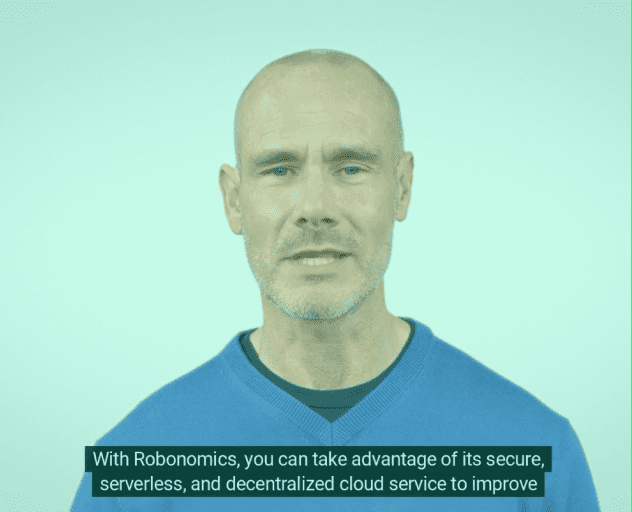 With Robonomics, you can take advantage of its secure,
serverless, and decentralized cloud service to improve